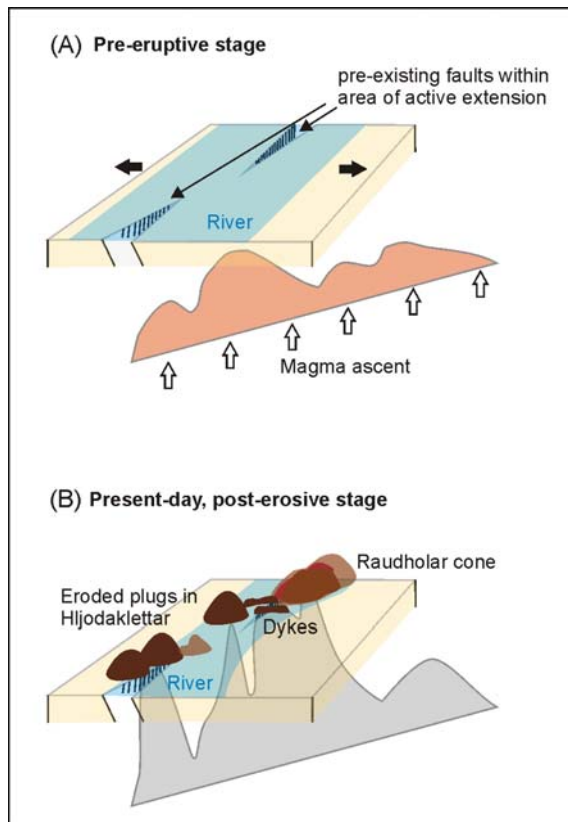 (A) Pre-eruptive stage
pre-existing faults within
area of active extension
River
Magma ascent
(B) Present-day, post-erosive stage
Raudholar cone
Eroded plugs in
Hljodaklettar
Dykes
River